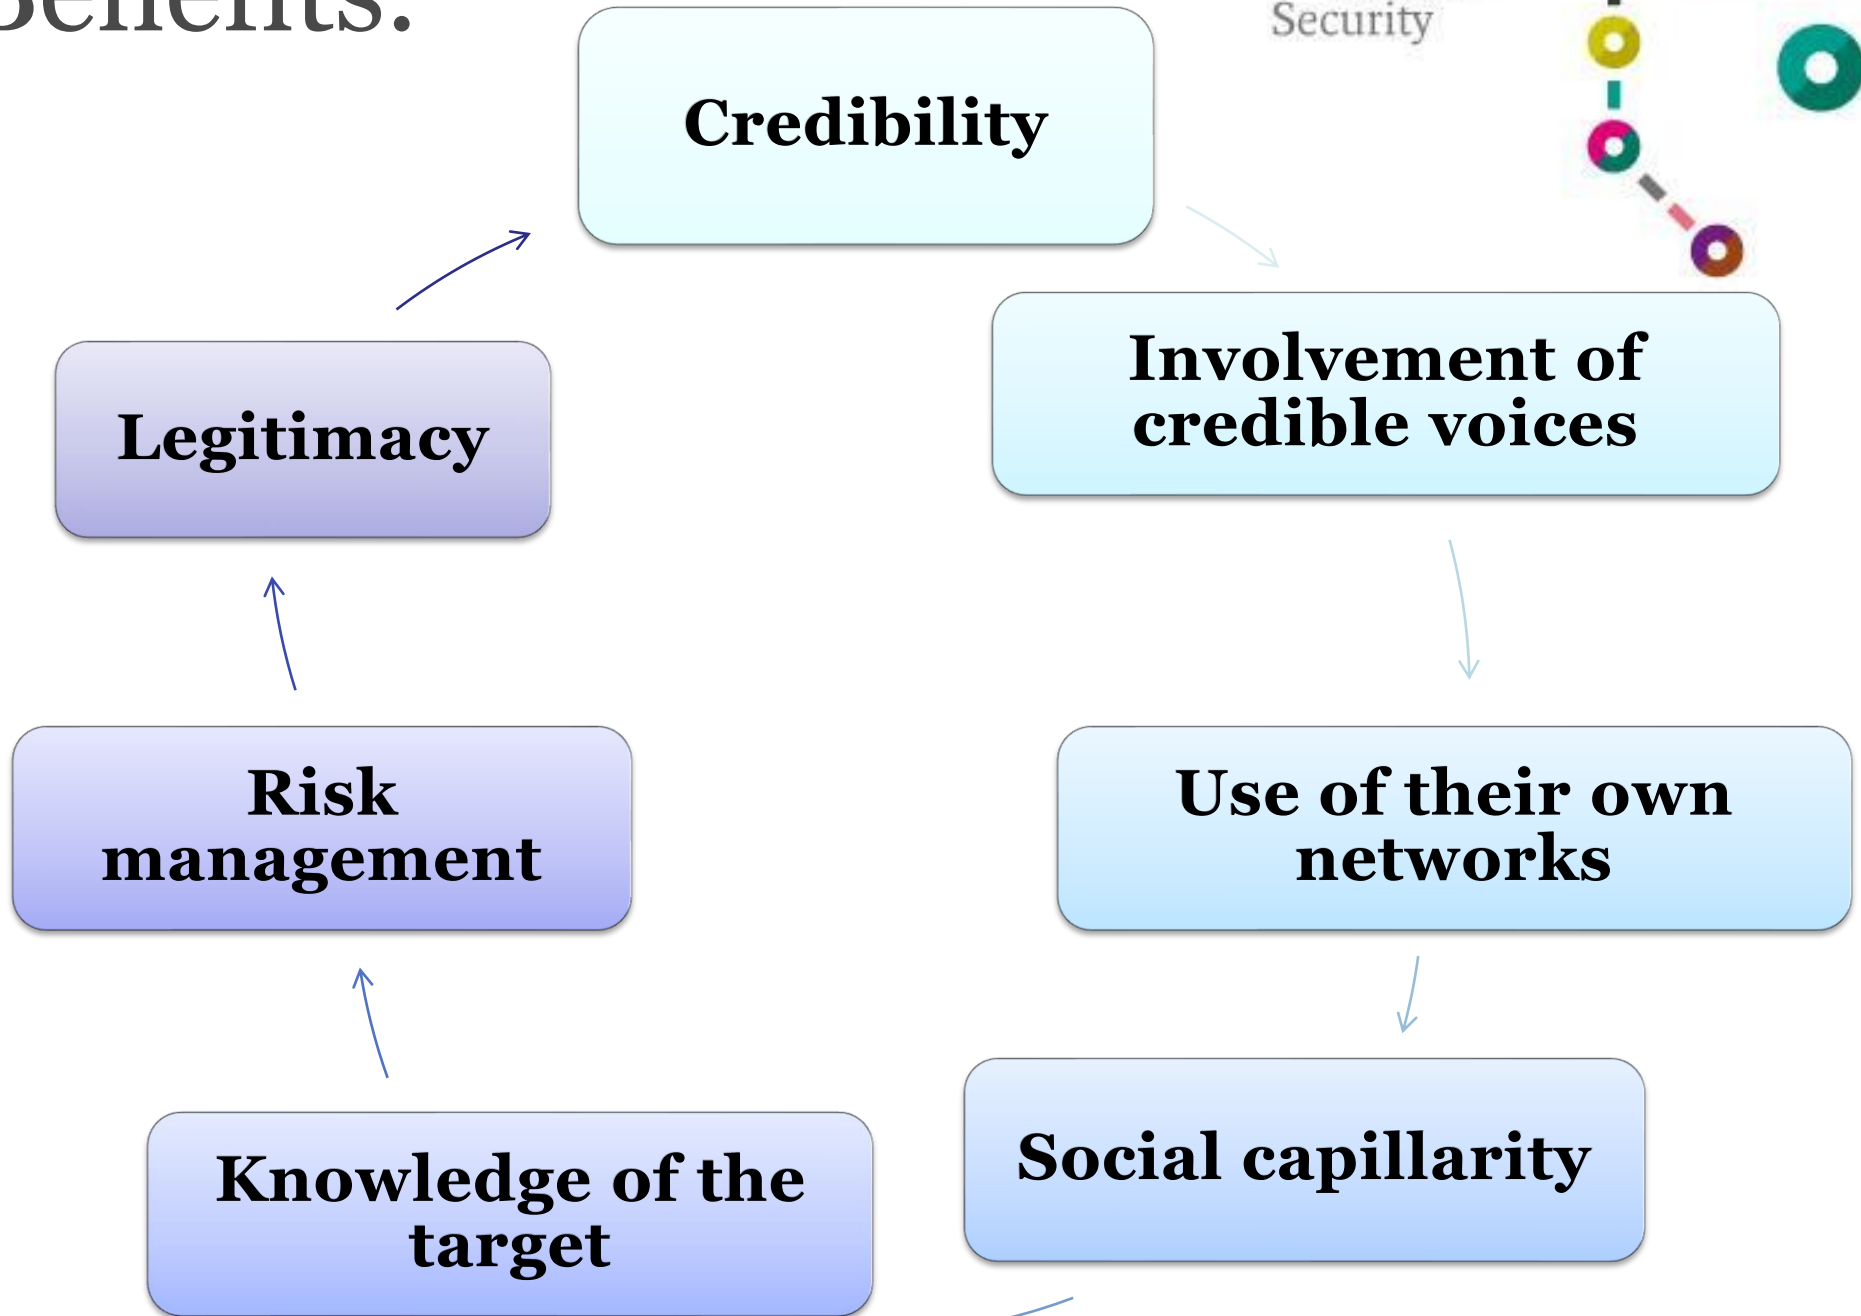 Benefits:
Security
Credibility
Involvement of
credible voices
Legitimacy
Risk
management
Use of their own
networks
Knowledge of the
target
Social capillarity